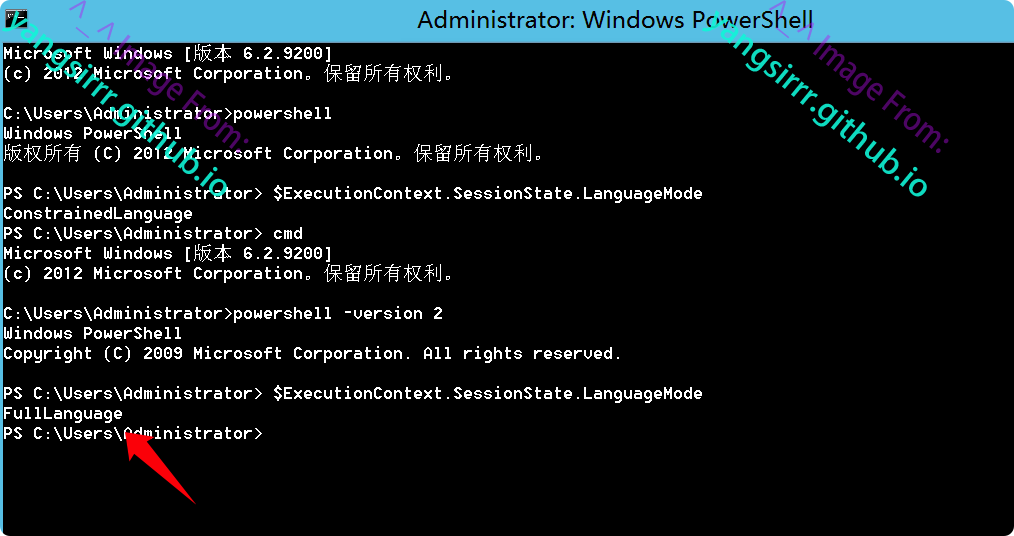 Administrator: Windows PowerShell
Microsoft Windows [版本 6.2.9200]
(c) 2012 Microsoft Corporation。保留所有权利。
C:\Users\Administrator>powershell
Windows PowerShell
版权所有 (C) 2012 Microsoft Corporation。保留所有权利。
PS C:\Users\Administrator> $ExecutionContext.SessionState.LanguageMode
ConstrainedLanguage
PS C:\Users\Administrator> cmd
Microsoft Windows [版本 6.2.9200]
(c) 2012 Microsoft Corporation。保留所有权利。
C:\Users\Administrator>powershell -version 2
Windows PowerShell
Copyright (C) 2009 Microsoft Corporation. All rights reserved.
PS C:\Users\Administrator> $ExecutionContext.SessionState.LanguageMode
FullLanguage
PS C:\Users\Administrator>
^_^ Image From:
yangsirrr.github.io
^_^ Image From:
yangsirrr.github.io